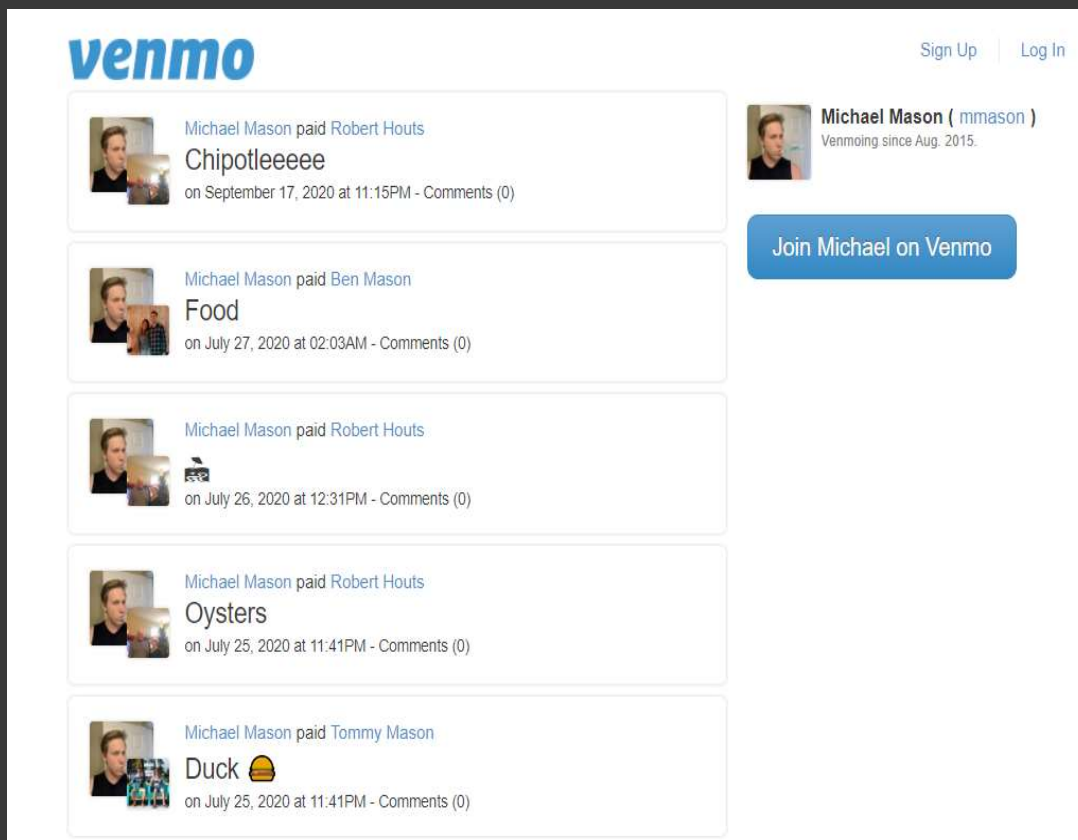 venmo
Sign Up Log In
Michael Mason paid Robert Houts
Chipotleeeee
on September 17, 2020 at 11:15PM - Comments (0)
Michael Mason paid Ben Mason
Food
on July 27, 2020 at 02:03AM - Comments (0)
Michael Mason paid Robert Houts
on July 26, 2020 at 12:31PM - Comments (0)
Michael Mason paid Robert Houts
Oysters
on July 25, 2020 at 11:41PM - Comments (0)
Michael Mason paid Tommy Mason
Duck 🍔
on July 25, 2020 at 11:41PM - Comments (0)
Michael Mason ( mmason )
Venmoing since Aug. 2015.
Join Michael on Venmo